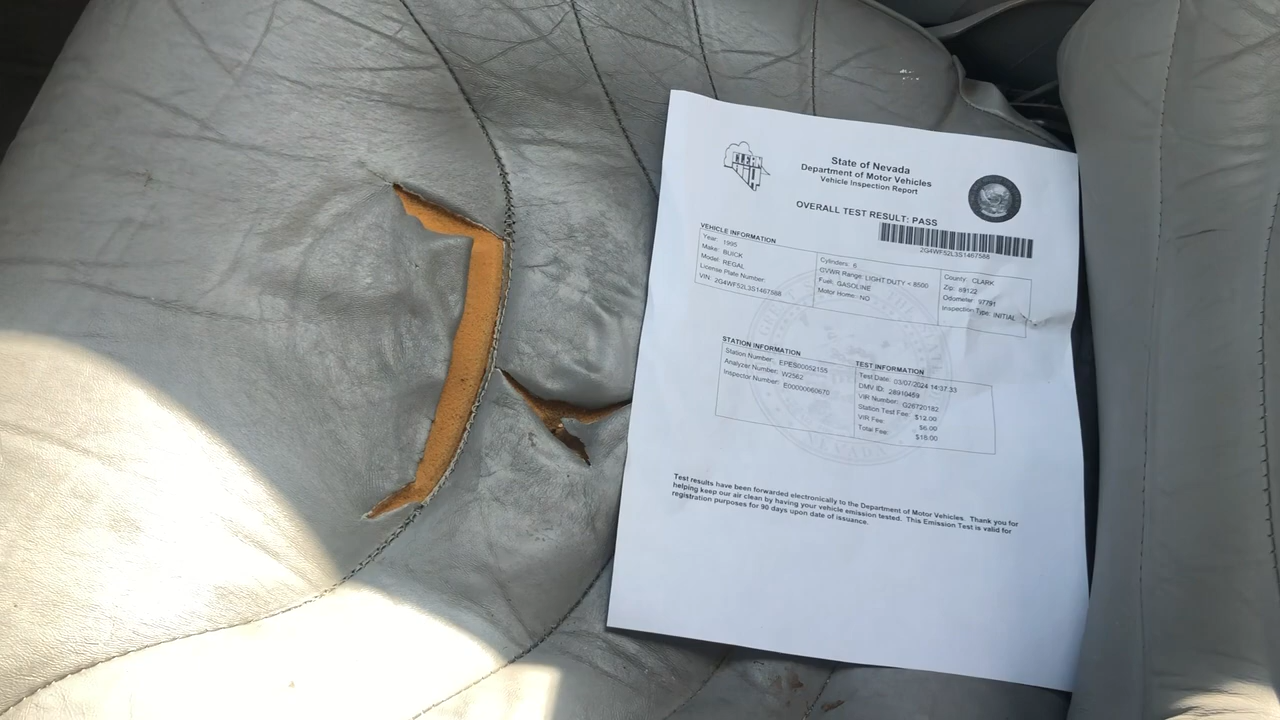 CLEAN
AIR
State of Nevada
Department of Motor Vehicles
Vehicle Inspection Report
OVERALL TEST RESULT: PASS
2G4WF52L3S1467588
VEHICLE INFORMATION
Year: 1995
Make: BUICK
Model: REGAL
License Plate Number:
VIN: 2G4WF52L3S1467588
Cylinders: 6
GVWR Range: LIGHT DUTY < 8500
Fuel: GASOLINE
Motor Home: NO
County: CLARK
Zip: 89122
Odometer: 97791
Inspection Type: INITIAL
STATION INFORMATION
Station Number: EPES00052155
Analyzer Number: W2562
Inspector Number: E00000060670
TEST INFORMATION
Test Date: 03/07/2024 14:37:33
DMV ID: 28910459
VIR Number: G26T20182
Station Test Fee: $12.00
VIR Fee: $6.00
Total Fee: $18.00
Test results have been forwarded electronically to the Department of Motor Vehicles. Thank you for
helping keep our air clean by having your vehicle emission tested. This Emission Test is valid for
registration purposes for 90 days upon date of issuance.
NEVADA